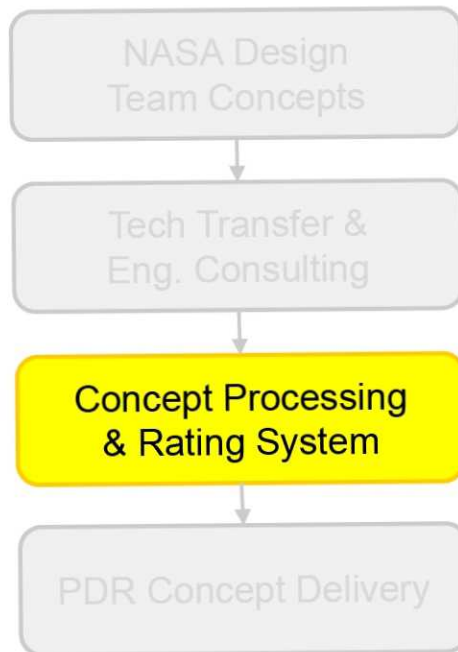 NASA Design
Team Concepts
Tech Transfer &
Eng. Consulting
Concept Processing
& Rating System
PDR Concept Delivery